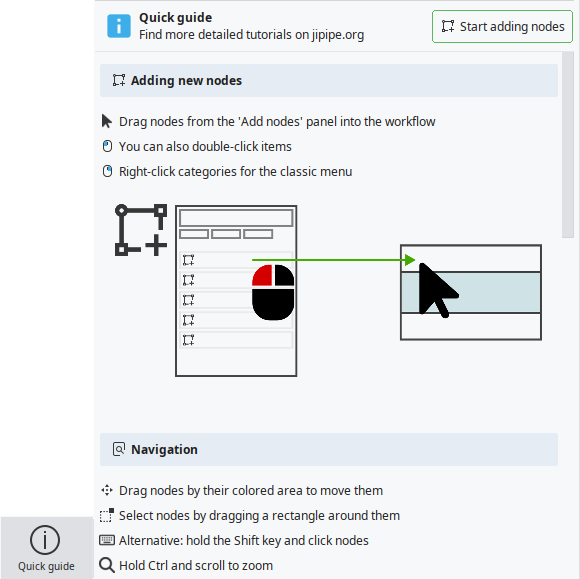 Quick guide
Find more detailed tutorials on jipipe.org
Start adding nodes
Adding new nodes
Drag nodes from the 'Add nodes' panel into the workflow
You can also double-click items
Right-click categories for the classic menu
Navigation
Drag nodes by their colored area to move them
Select nodes by dragging a rectangle around them
Alternative: hold the Shift key and click nodes
Hold Ctrl and scroll to zoom
Quick guide